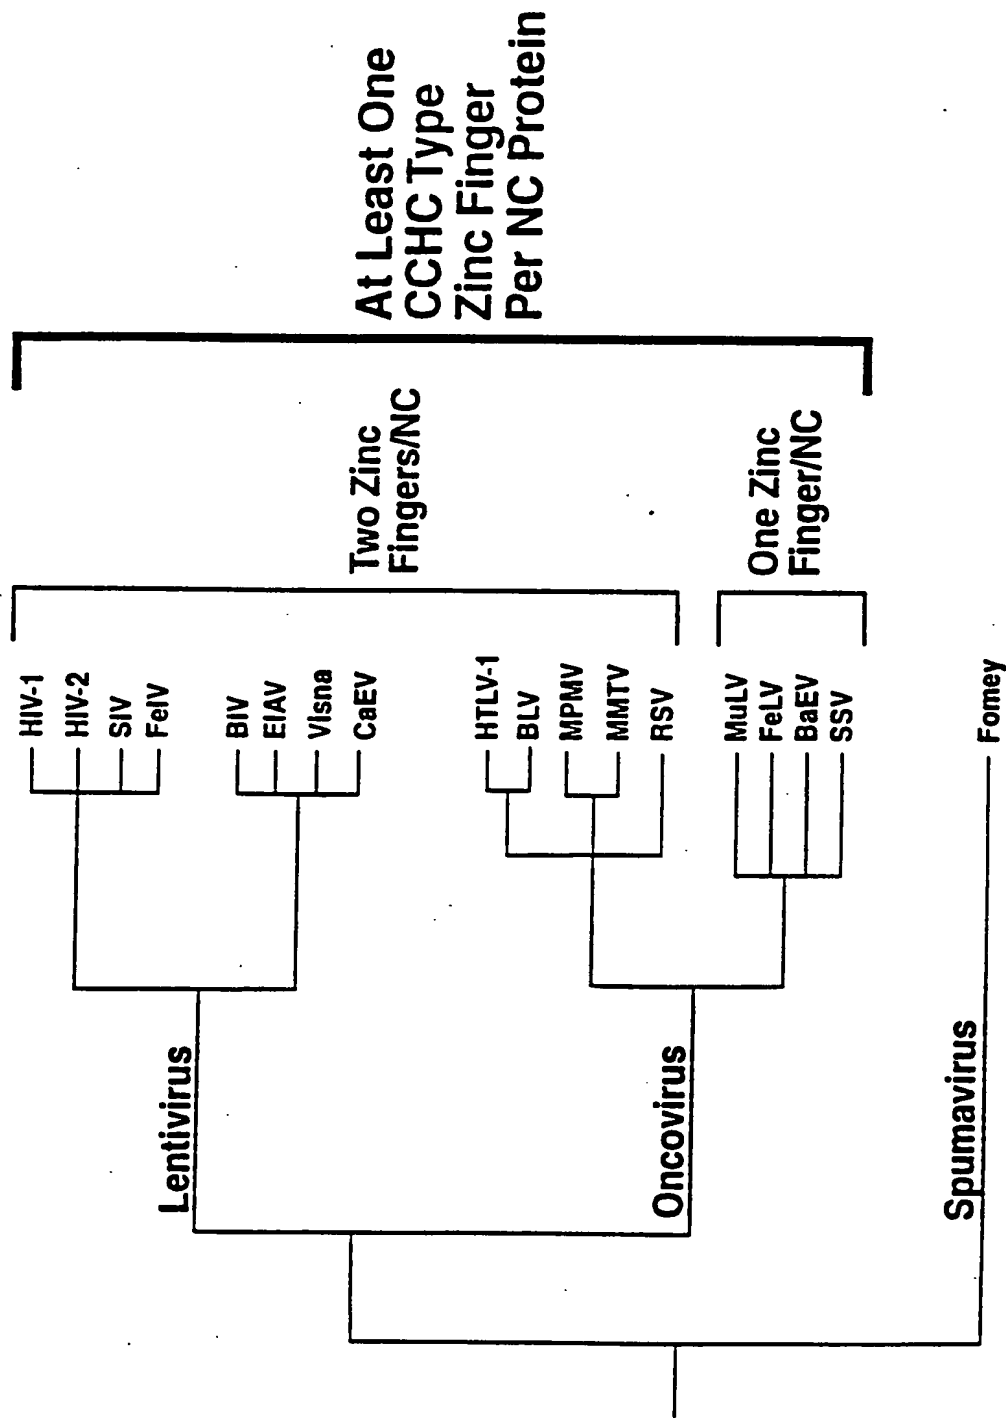 Lentivirus
Oncovirus
Spumavirus
HIV-1
HIV-2
SIV
FeIV
BIV
EIAV
Visna
CaEV
HTLV-1
BLV
MPMV
MMTV
RSV
MuLV
FeLV
BaEV
SSV
Fomey
Two Zinc
Fingers/NC
One Zinc
Finger/NC
At Least One
CCHC Type
Zinc Finger
Per NC Protein